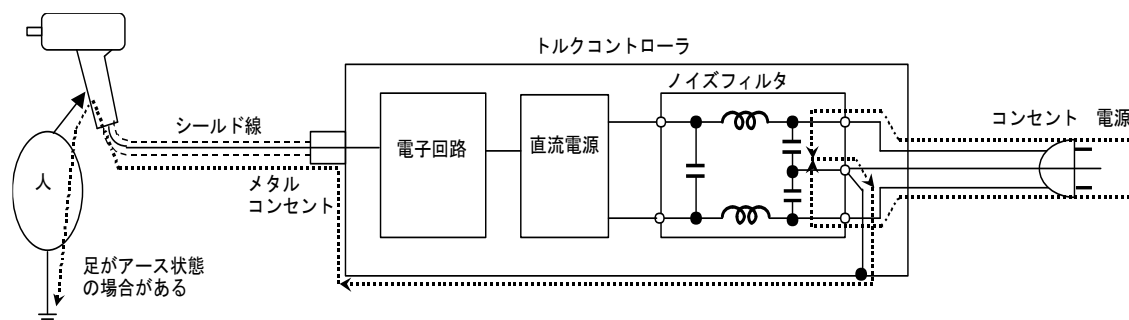 トルクコントローラ
ノイズフィルタ
コンセント 電源
シールド線
電子回路
直流電源
人
メタル
コンセント
足がアース状態
の場合がある